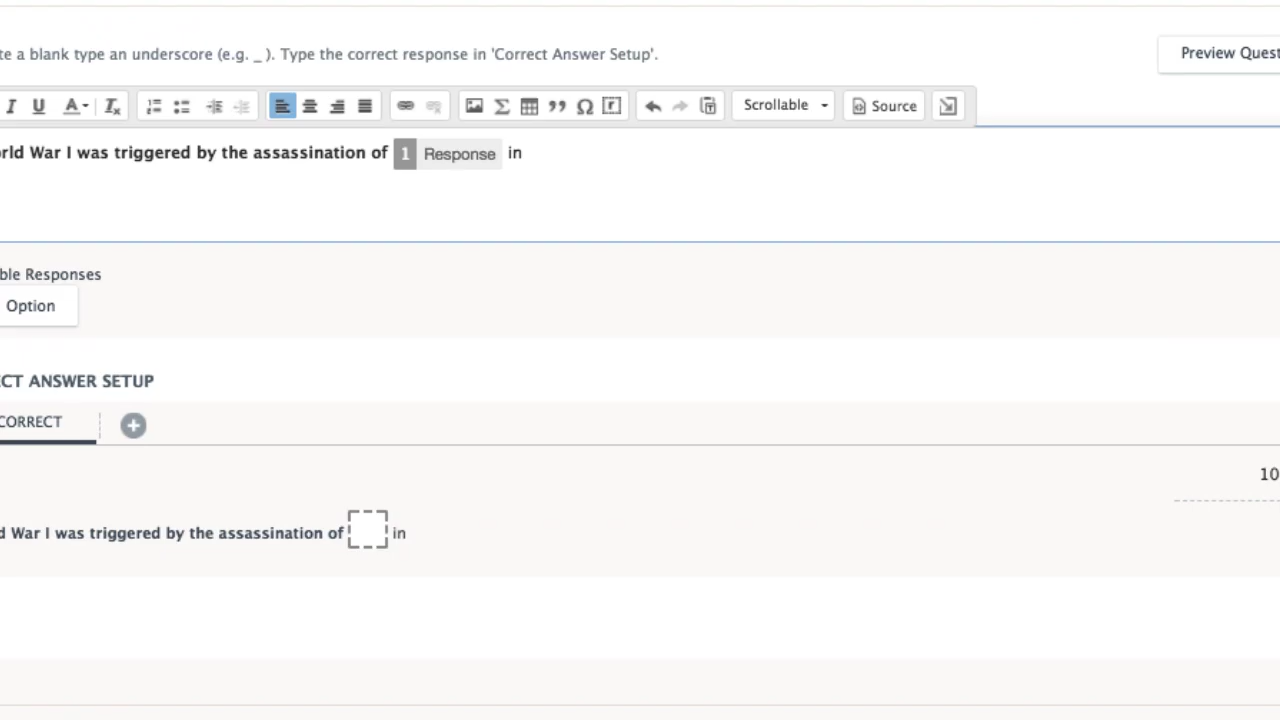 te a blank type an underscore (e.g. _ ). Type the correct response in 'Correct Answer Setup'.
Preview Quest
I U A Ix Σ Ω Scrollable Source
rld War I was triggered by the assassination of 1 Response in
ble Responses
Option
CT ANSWER SETUP
CORRECT
10
d War I was triggered by the assassination of in